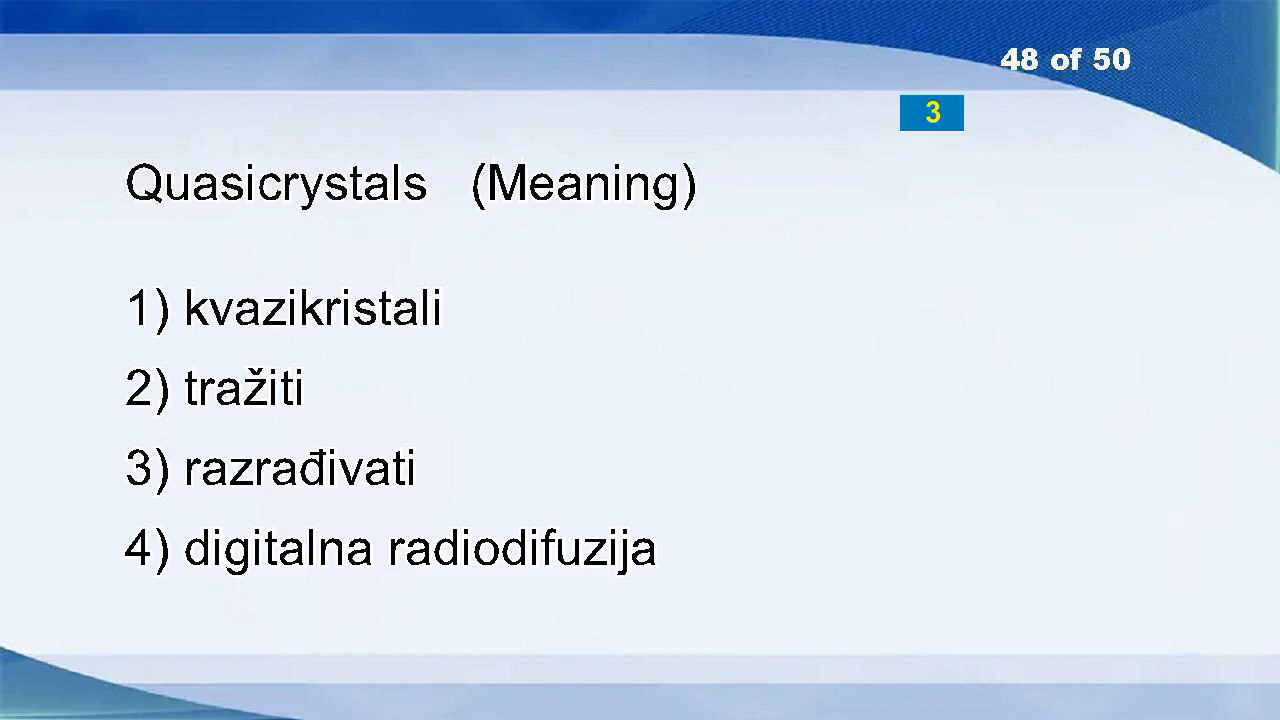 48 of 50
3
Quasicrystals (Meaning)
1) kvazikristali
2) tražiti
3) razrađivati
4) digitalna radiodifuzija